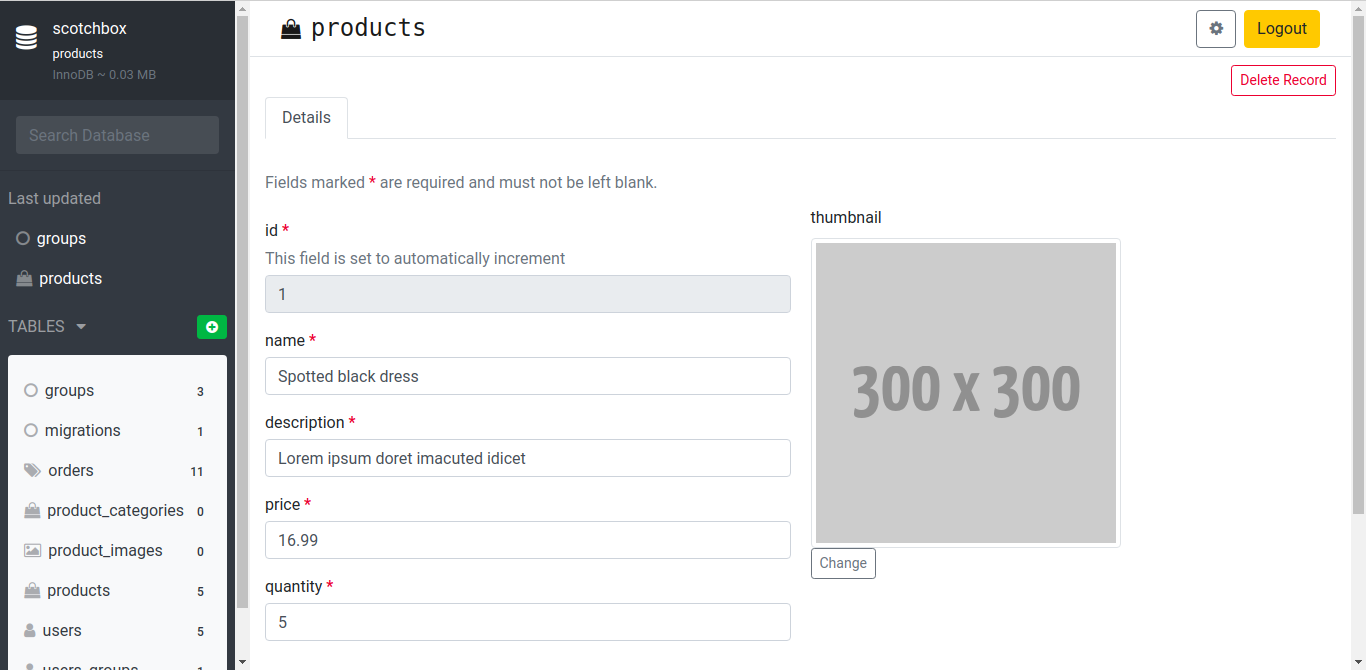 scotchbox
products
InnoDB ~ 0.03 MB
Search Database
Last updated
groups
products
TABLES
groups 3
migrations 1
orders 11
product_categories 0
product_images 0
products 5
users 5
users_groups 1
products
Logout
Delete Record
Details
Fields marked * are required and must not be left blank.
id *
This field is set to automatically increment
1
name *
Spotted black dress
description *
Lorem ipsum doret imacuted idicet
price *
16.99
quantity *
5
thumbnail
300 x 300
Change